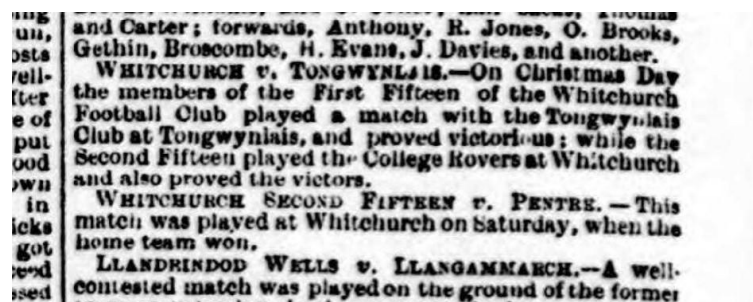 un,
osts
and Carter; forwards, Anthony, R. Jones, O. Brooks,
Gethin, Broscombe, H. Evans, J. Davies, and another.
WHITCHURCH v. TONGWYNLAIS.—On Christmas Day
the members of the First Fifteen of the Whitchurch
Football Club played a match with the Tongwynlais
Club at Tongwynlais, and proved victorious; while the
Second Fifteen played the College Rovers at Whitchurch
and also proved the victors.
WHITCHURCH SECOND FIFTEEN v. PENTRE.—This
match was played at Whitchurch on Saturday, when the
home team won.
LLANDRINDOD WELLS v. LLANGAMMARCH.—A well-
contested match was played on the ground of the former